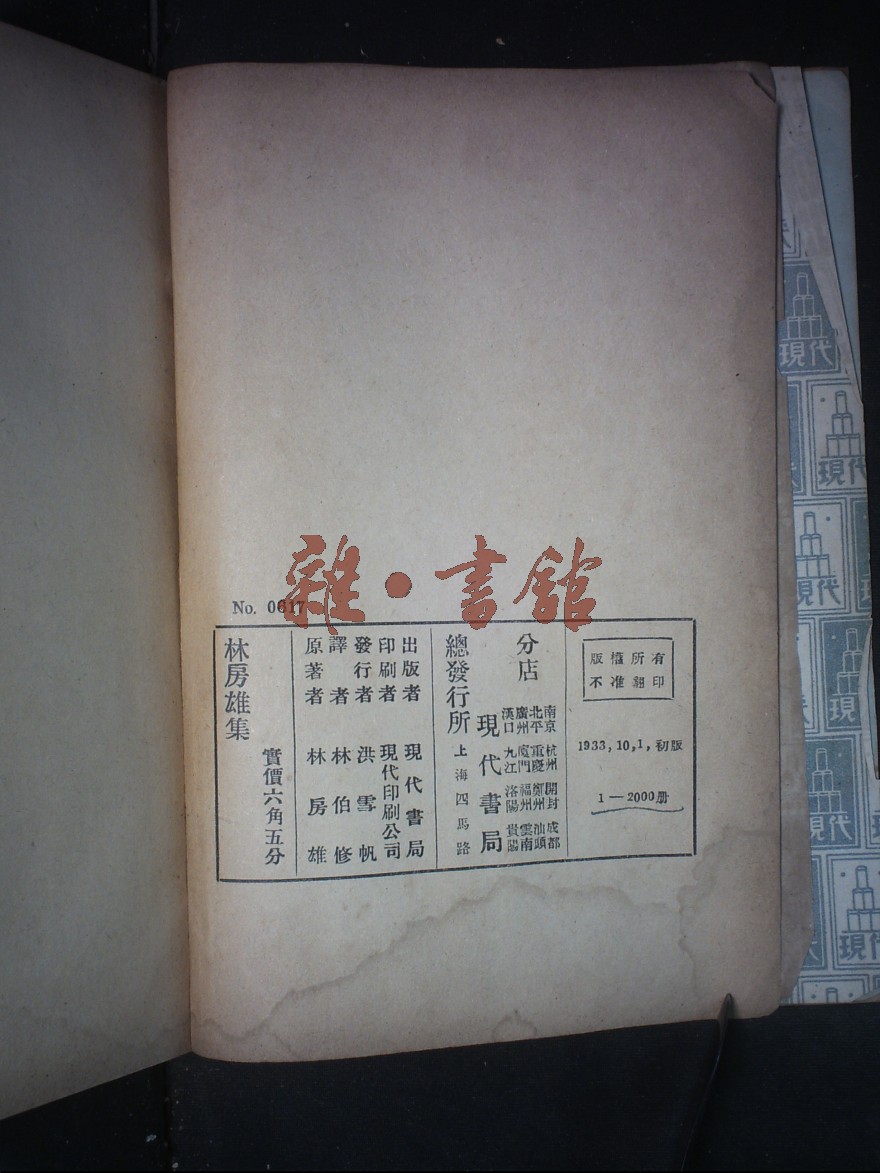 雜·書舘
No. 0617
版權所有
不准翻印
1933, 10, 1, 初版
1—2000册
分店
南京 杭州 開封 成都
北平 重慶 鄭州 汕頭
廣州 廈門 福州 雲南
漢口 九江 洛陽 貴陽
現代書局
總發行所 上海四馬路
出版者 現代書局
印刷者 現代印刷公司
發行者 洪雪帆
譯者 林伯修
原著者 林房雄
實價六角五分
林房雄集
現代
現代
現代
現代
現代